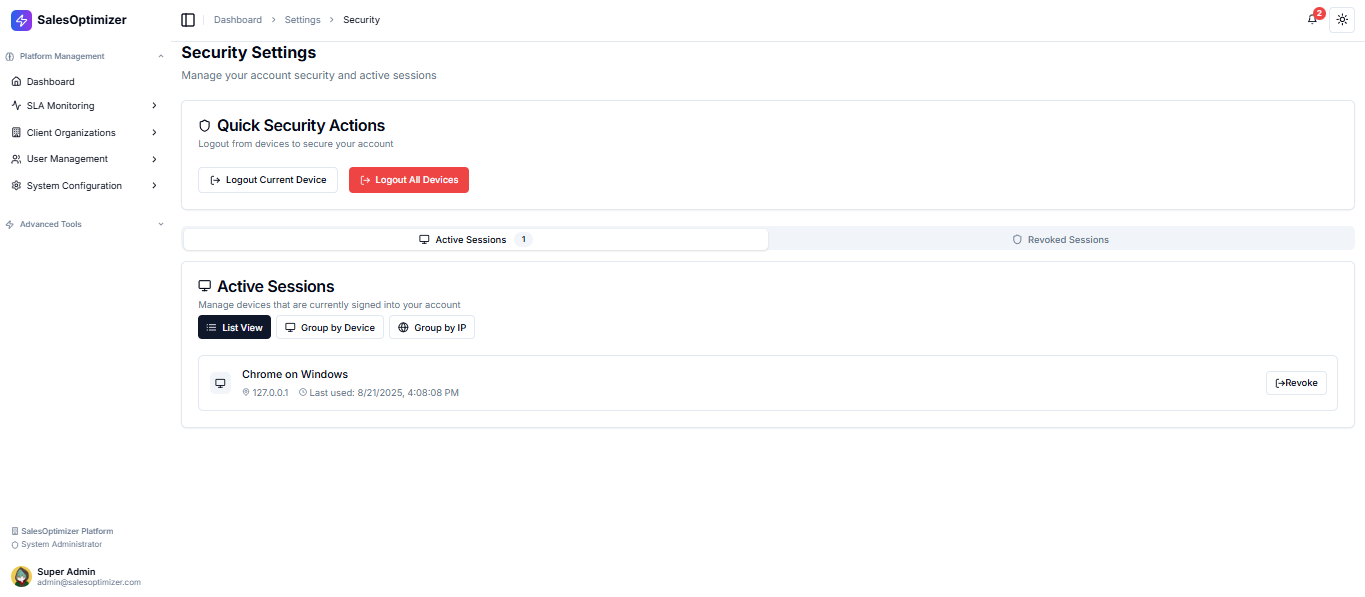 SalesOptimizer
Dashboard > Settings > Security
2
Platform Management
Dashboard
SLA Monitoring
Client Organizations
User Management
System Configuration
Advanced Tools
Security Settings
Manage your account security and active sessions
Quick Security Actions
Logout from devices to secure your account
Logout Current Device
Logout All Devices
Active Sessions 1
Revoked Sessions
Active Sessions
Manage devices that are currently signed into your account
List View
Group by Device
Group by IP
Chrome on Windows
127.0.0.1 Last used: 8/21/2025, 4:08:08 PM
Revoke
SalesOptimizer Platform
System Administrator
Super Admin
admin@salesoptimizer.com